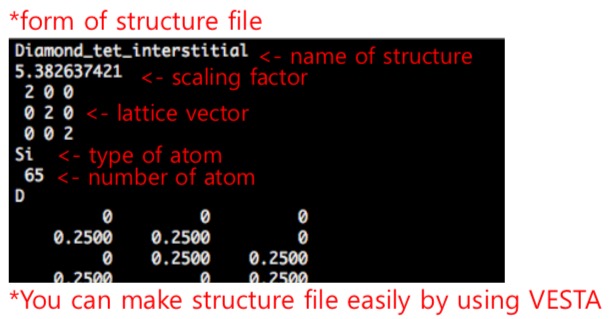 *form of structure file
Diamond_tet_interstitial <- name of structure
5.382637421 <- scaling factor
2 0 0
0 2 0 <- lattice vector
0 0 2
Si <- type of atom
65 <- number of atom
D
0 0 0
0.2500 0.2500 0
0 0.2500 0.2500
0.2500 0 0.2500
*You can make structure file easily by using VESTA